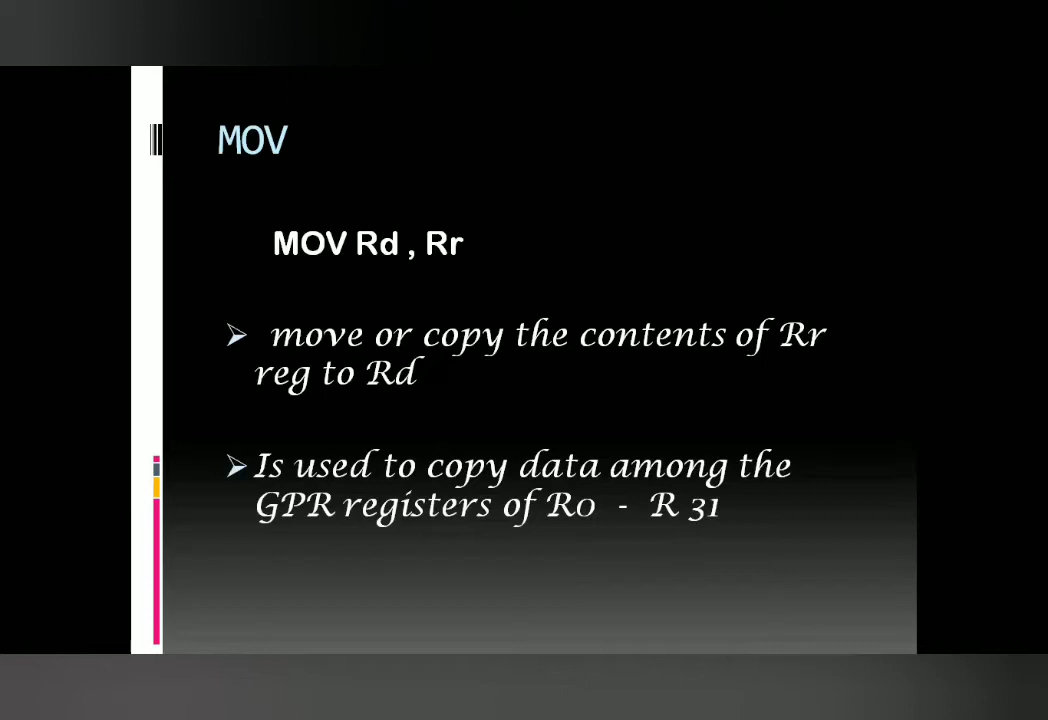 MOV
MOV Rd , Rr
move or copy the contents of Rr
reg to Rd
Is used to copy data among the
GPR registers of R0 - R 31